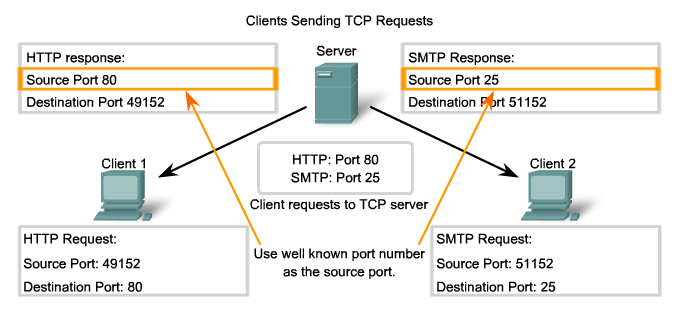 Clients Sending TCP Requests
HTTP response:
Source Port 80
Destination Port 49152
Server
SMTP Response:
Source Port 25
Destination Port 51152
Client 1
HTTP: Port 80
SMTP: Port 25
Client 2
Client requests to TCP server
HTTP Request:
Source Port: 49152
Destination Port: 80
Use well known port number
as the source port.
SMTP Request:
Source Port: 51152
Destination Port: 25